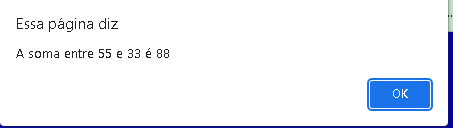 Essa página diz
A soma entre 55 e 33 é 88
OK